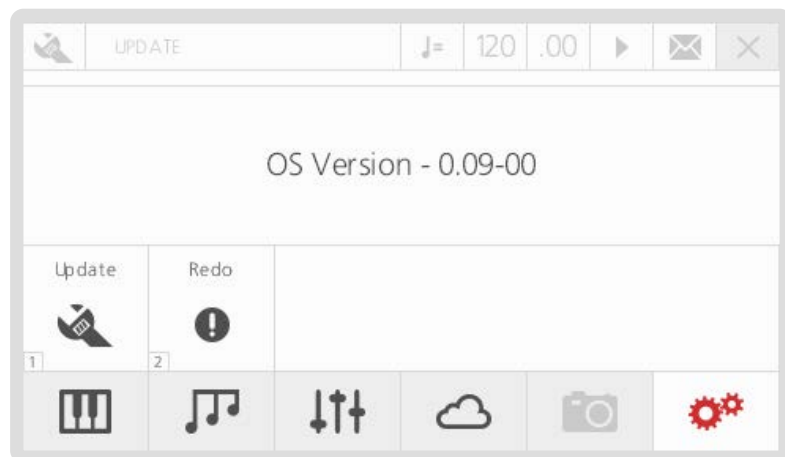 UPDATE ♩= 120 .00
OS Version - 0.09-00
Update Redo
1 2